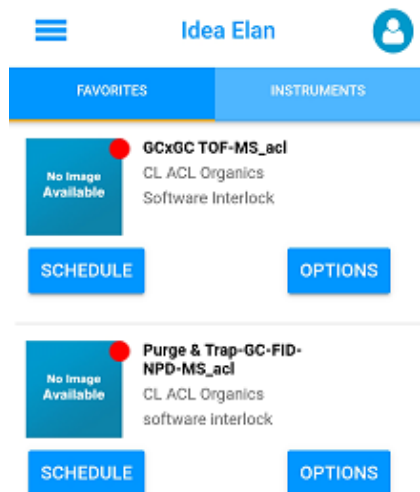 Idea Elan
FAVORITES INSTRUMENTS
No Image
Available
GCxGC TOF-MS_acl
CL ACL Organics
Software Interlock
SCHEDULE OPTIONS
No Image
Available
Purge & Trap-GC-FID-
NPD-MS_acl
CL ACL Organics
software interlock
SCHEDULE OPTIONS